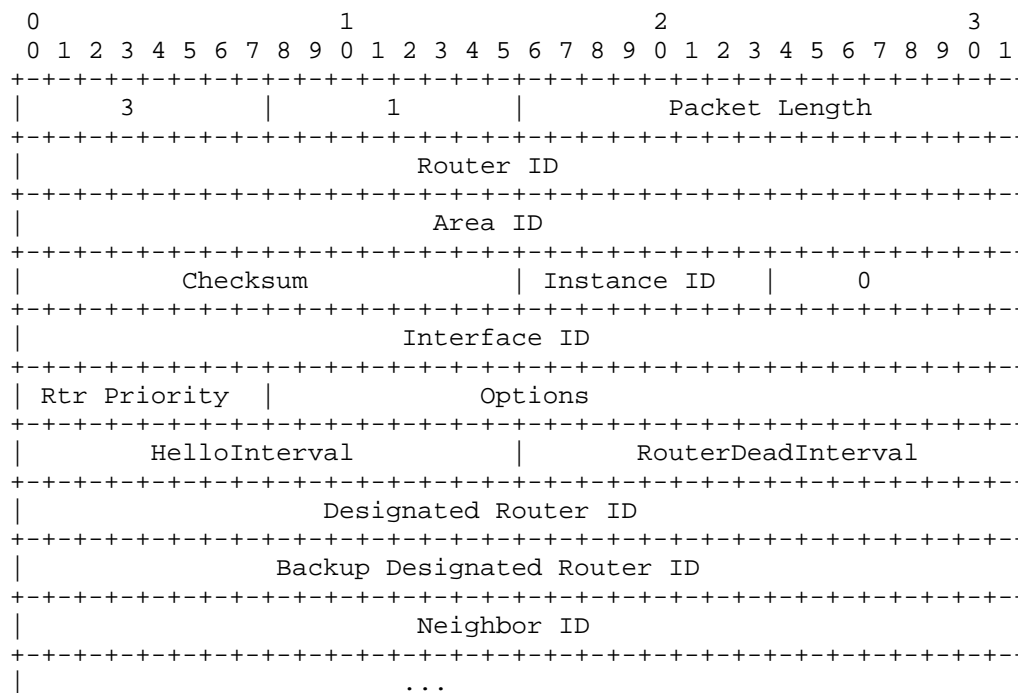 0                   1                   2                   3
 0 1 2 3 4 5 6 7 8 9 0 1 2 3 4 5 6 7 8 9 0 1 2 3 4 5 6 7 8 9 0 1
+-+-+-+-+-+-+-+-+-+-+-+-+-+-+-+-+-+-+-+-+-+-+-+-+-+-+-+-+-+-+-+-
|      3        |       1       |         Packet Length
+-+-+-+-+-+-+-+-+-+-+-+-+-+-+-+-+-+-+-+-+-+-+-+-+-+-+-+-+-+-+-+-
|                         Router ID
+-+-+-+-+-+-+-+-+-+-+-+-+-+-+-+-+-+-+-+-+-+-+-+-+-+-+-+-+-+-+-+-
|                          Area ID
+-+-+-+-+-+-+-+-+-+-+-+-+-+-+-+-+-+-+-+-+-+-+-+-+-+-+-+-+-+-+-+-
|          Checksum             | Instance ID   |     0
+-+-+-+-+-+-+-+-+-+-+-+-+-+-+-+-+-+-+-+-+-+-+-+-+-+-+-+-+-+-+-+-
|                        Interface ID
+-+-+-+-+-+-+-+-+-+-+-+-+-+-+-+-+-+-+-+-+-+-+-+-+-+-+-+-+-+-+-+-
| Rtr Priority  |             Options
+-+-+-+-+-+-+-+-+-+-+-+-+-+-+-+-+-+-+-+-+-+-+-+-+-+-+-+-+-+-+-+-
|        HelloInterval          |       RouterDeadInterval
+-+-+-+-+-+-+-+-+-+-+-+-+-+-+-+-+-+-+-+-+-+-+-+-+-+-+-+-+-+-+-+-
|                   Designated Router ID
+-+-+-+-+-+-+-+-+-+-+-+-+-+-+-+-+-+-+-+-+-+-+-+-+-+-+-+-+-+-+-+-
|                Backup Designated Router ID
+-+-+-+-+-+-+-+-+-+-+-+-+-+-+-+-+-+-+-+-+-+-+-+-+-+-+-+-+-+-+-+-
|                         Neighbor ID
+-+-+-+-+-+-+-+-+-+-+-+-+-+-+-+-+-+-+-+-+-+-+-+-+-+-+-+-+-+-+-+-
|                        ...